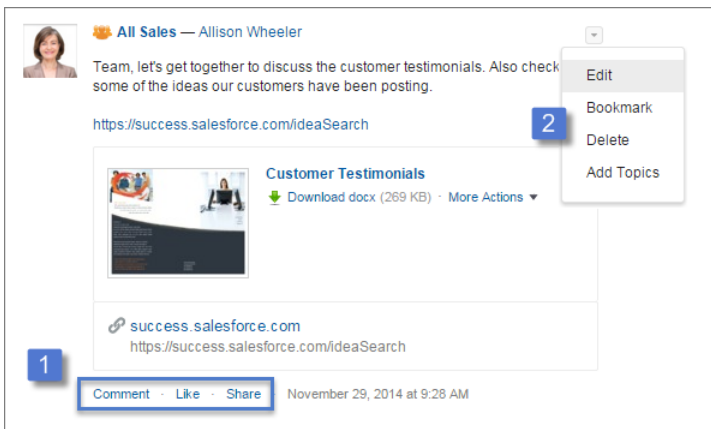 All Sales — Allison Wheeler
Team, let's get together to discuss the customer testimonials. Also check
some of the ideas our customers have been posting.
https://success.salesforce.com/ideaSearch
Edit
Bookmark
2
Delete
Add Topics
Customer Testimonials
Download docx (269 KB) · More Actions
success.salesforce.com
https://success.salesforce.com/ideaSearch
1
Comment · Like · Share · November 29, 2014 at 9:28 AM